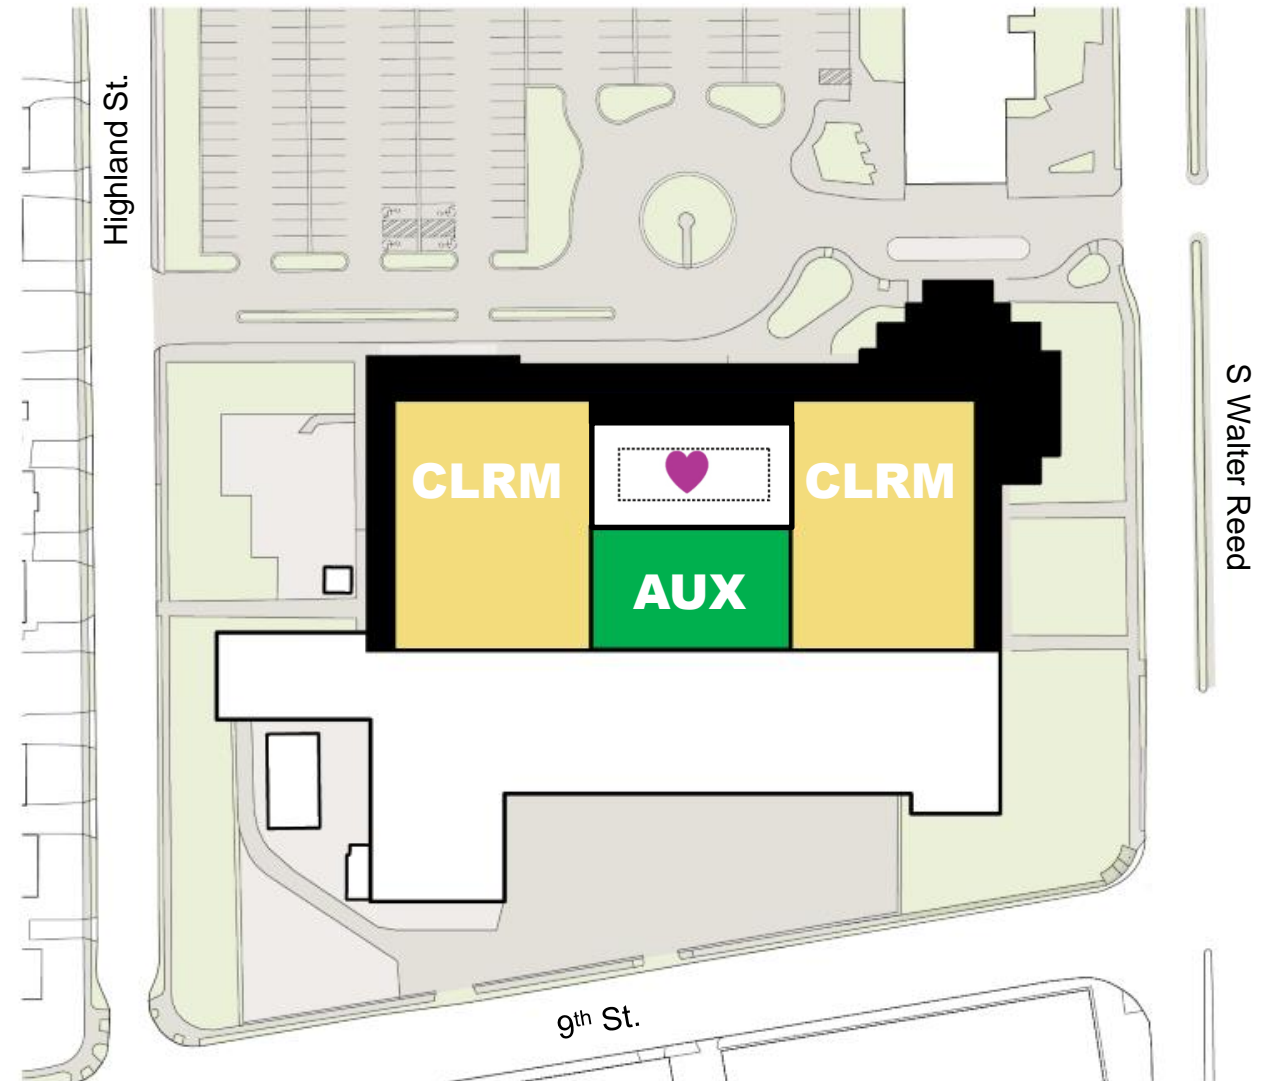 Highland St.
CLRM
CLRM
AUX
S Walter Reed
9th St.